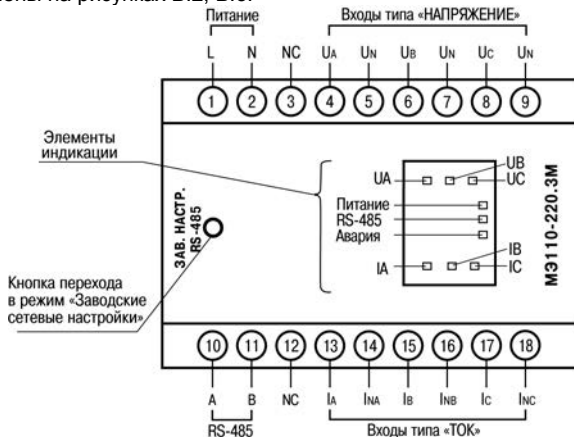 Питание Входы типа «НАПРЯЖЕНИЕ»
L N NC UA UN UB UN UC UN
1 2 3 4 5 6 7 8 9
Элементы
индикации
ЗАВ. НАСТР.
RS-485
UB
UA UC
Питание
RS-485
Авария
IB
IA IC
МЭ110-220.3М
Кнопка перехода
в режим «Заводские
сетевые настройки»
10 11 12 13 14 15 16 17 18
A B NC IA INA IB INB IC INC
RS-485 Входы типа «ТОК»